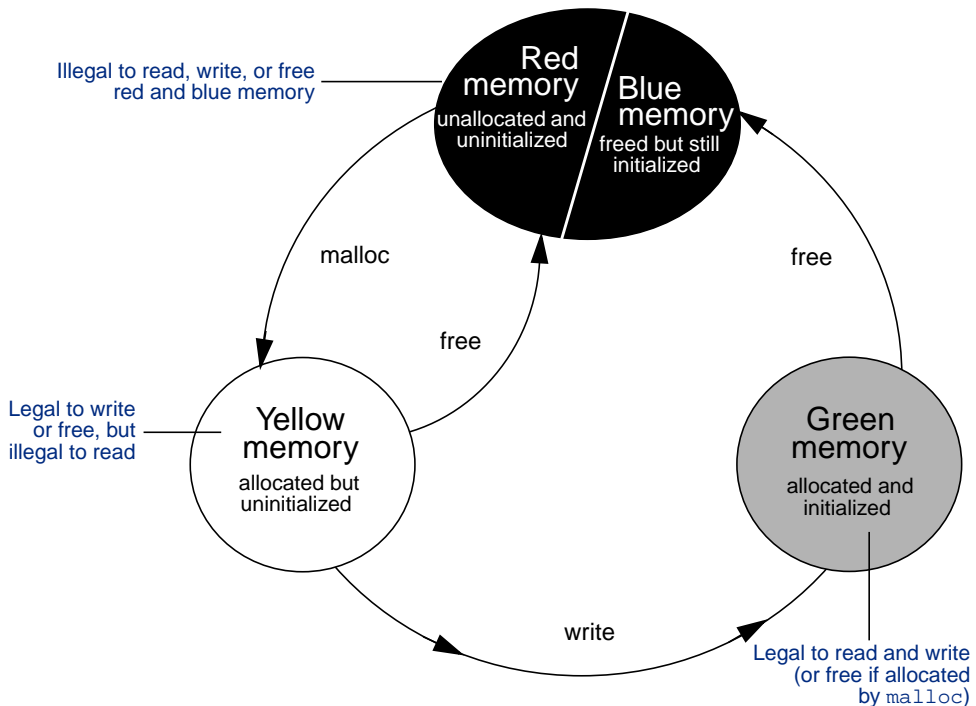 Illegal to read, write, or free
red and blue memory
Red
memory
unallocated and
uninitialized
Blue
memory
freed but still
initialized
malloc
free
free
Legal to write
or free, but
illegal to read
Yellow
memory
allocated but
uninitialized
Green
memory
allocated and
initialized
write
Legal to read and write
(or free if allocated
by malloc)